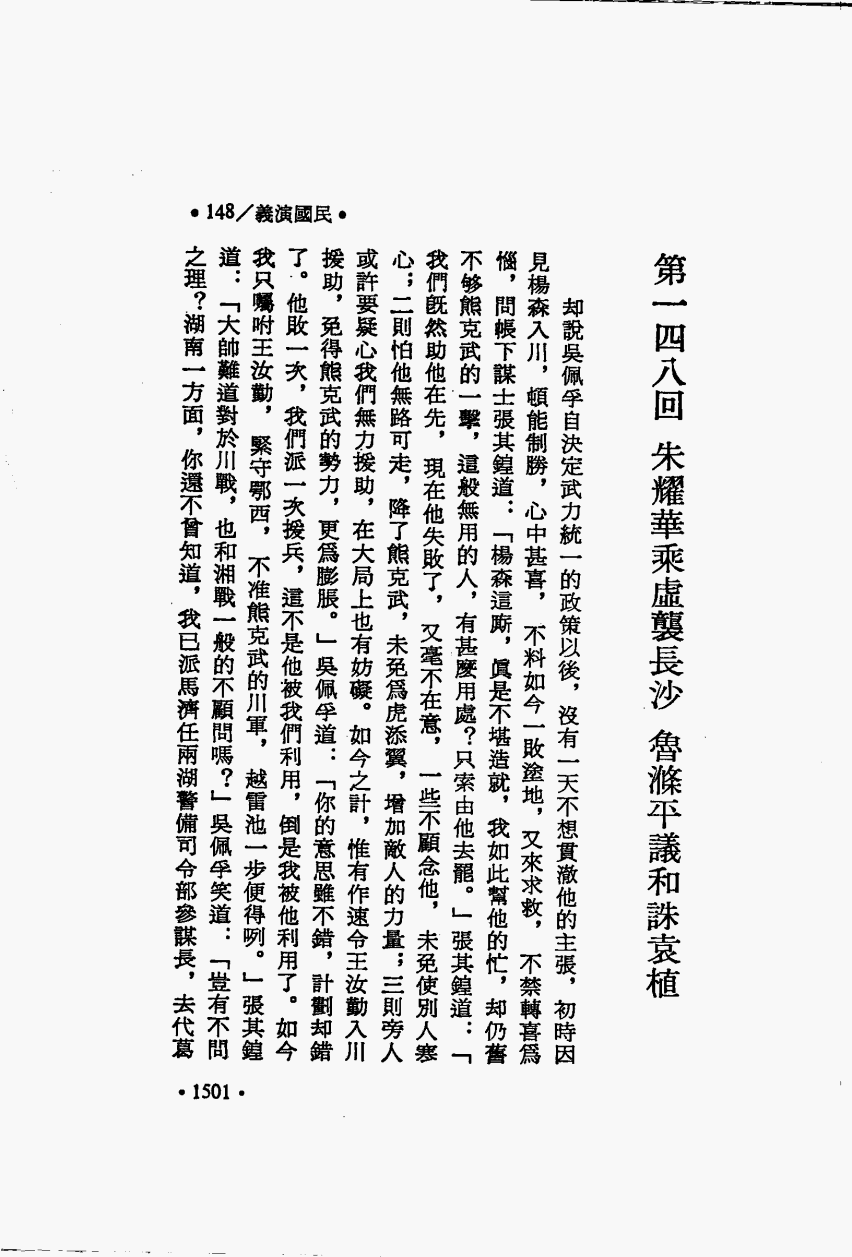 •148／義演國民•
第一四八回 朱耀華乘虛襲長沙 魯滌平議和誅袁植
却說吳佩孚自決定武力統一的政策以後，沒有一天不想貫澈他的主張，初時因
見楊森入川，頓能制勝，心中甚喜，不料如今一敗塗地，又來求救，不禁轉喜爲
惱，問帳下謀士張其鍠道：「楊森這廝，眞是不堪造就，我如此幫他的忙，却仍舊
不够熊克武的一擊，這般無用的人，有甚麼用處？只索由他去罷。」張其鍠道：「
我們旣然助他在先，現在他失敗了，又毫不在意，一些不顧念他，未免使別人寒
心；二則怕他無路可走，降了熊克武，未免爲虎添翼，增加敵人的力量；三則旁人
或許要疑心我們無力援助，在大局上也有妨礙。如今之計，惟有作速令王汝勤入川
援助，免得熊克武的勢力，更爲膨脹。」吳佩孚道：「你的意思雖不錯，計劃却錯
了。他敗一次，我們派一次援兵，這不是他被我們利用，倒是我被他利用了。如今
我只囑咐王汝勤，緊守鄂西，不准熊克武的川軍，越雷池一步便得咧。」張其鍠
道：「大帥難道對於川戰，也和湘戰一般的不顧問嗎？」吳佩孚笑道：「豈有不問
之理？湖南一方面，你還不曾知道，我已派馬濟任兩湖警備司令部參謀長，去代葛
•1501•